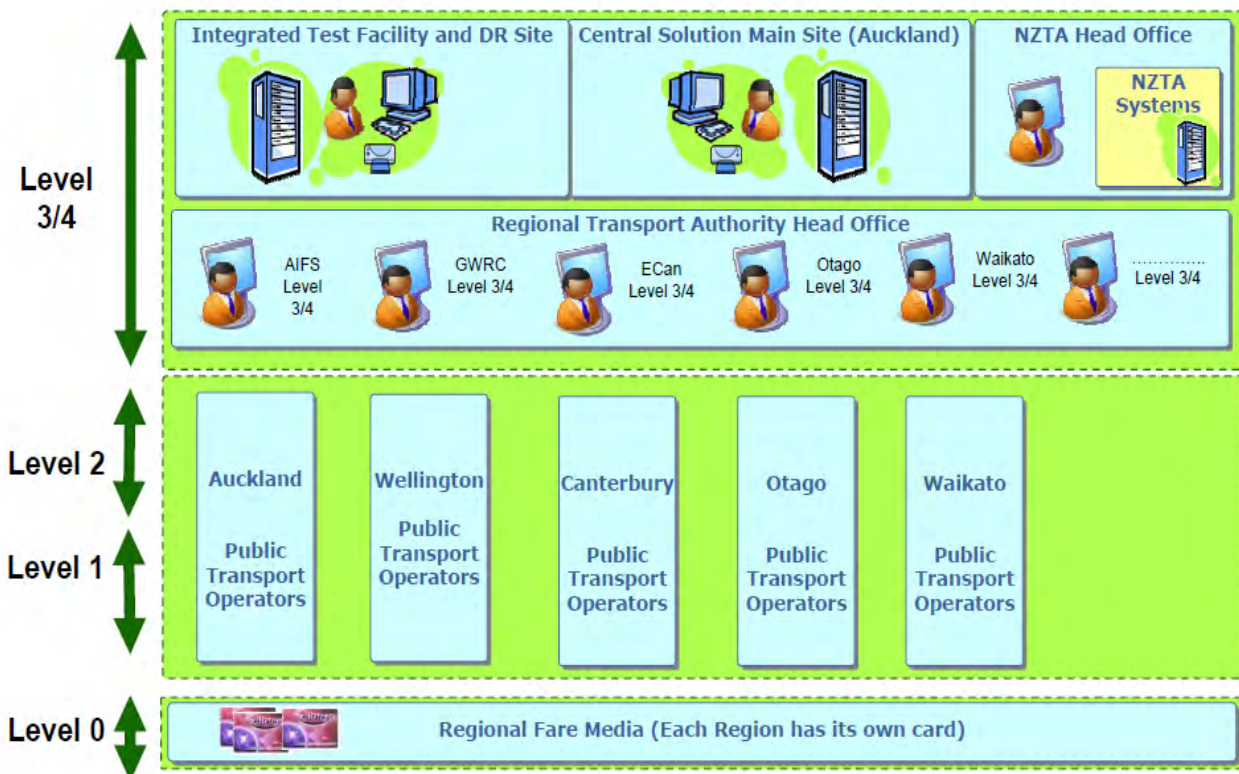 Integrated Test Facility and DR Site
Central Solution Main Site (Auckland)
NZTA Head Office
NZTA
Systems
Level
3/4
Regional Transport Authority Head Office
AIFS
Level
3/4
GWRC
Level 3/4
ECan
Level 3/4
Otago
Level 3/4
Waikato
Level 3/4
....................
Level 3/4
Level 2
Auckland
Wellington
Canterbury
Otago
Waikato
Level 1
Public
Transport
Operators
Public
Transport
Operators
Public
Transport
Operators
Public
Transport
Operators
Public
Transport
Operators
Level 0
Regional Fare Media (Each Region has its own card)